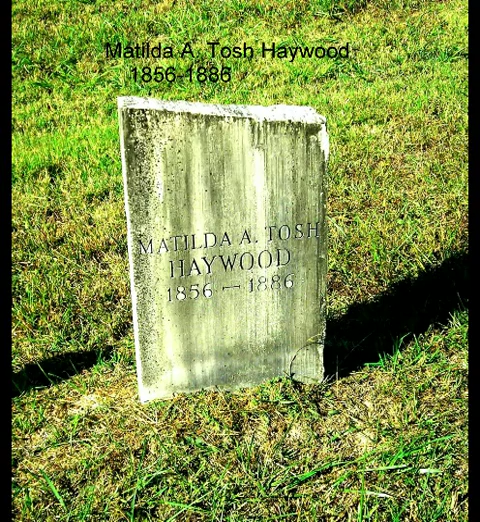 Matilda A. Tosh Haywood
1856-1886
MATILDA A. TOSH
HAYWOOD
1856 — 1886